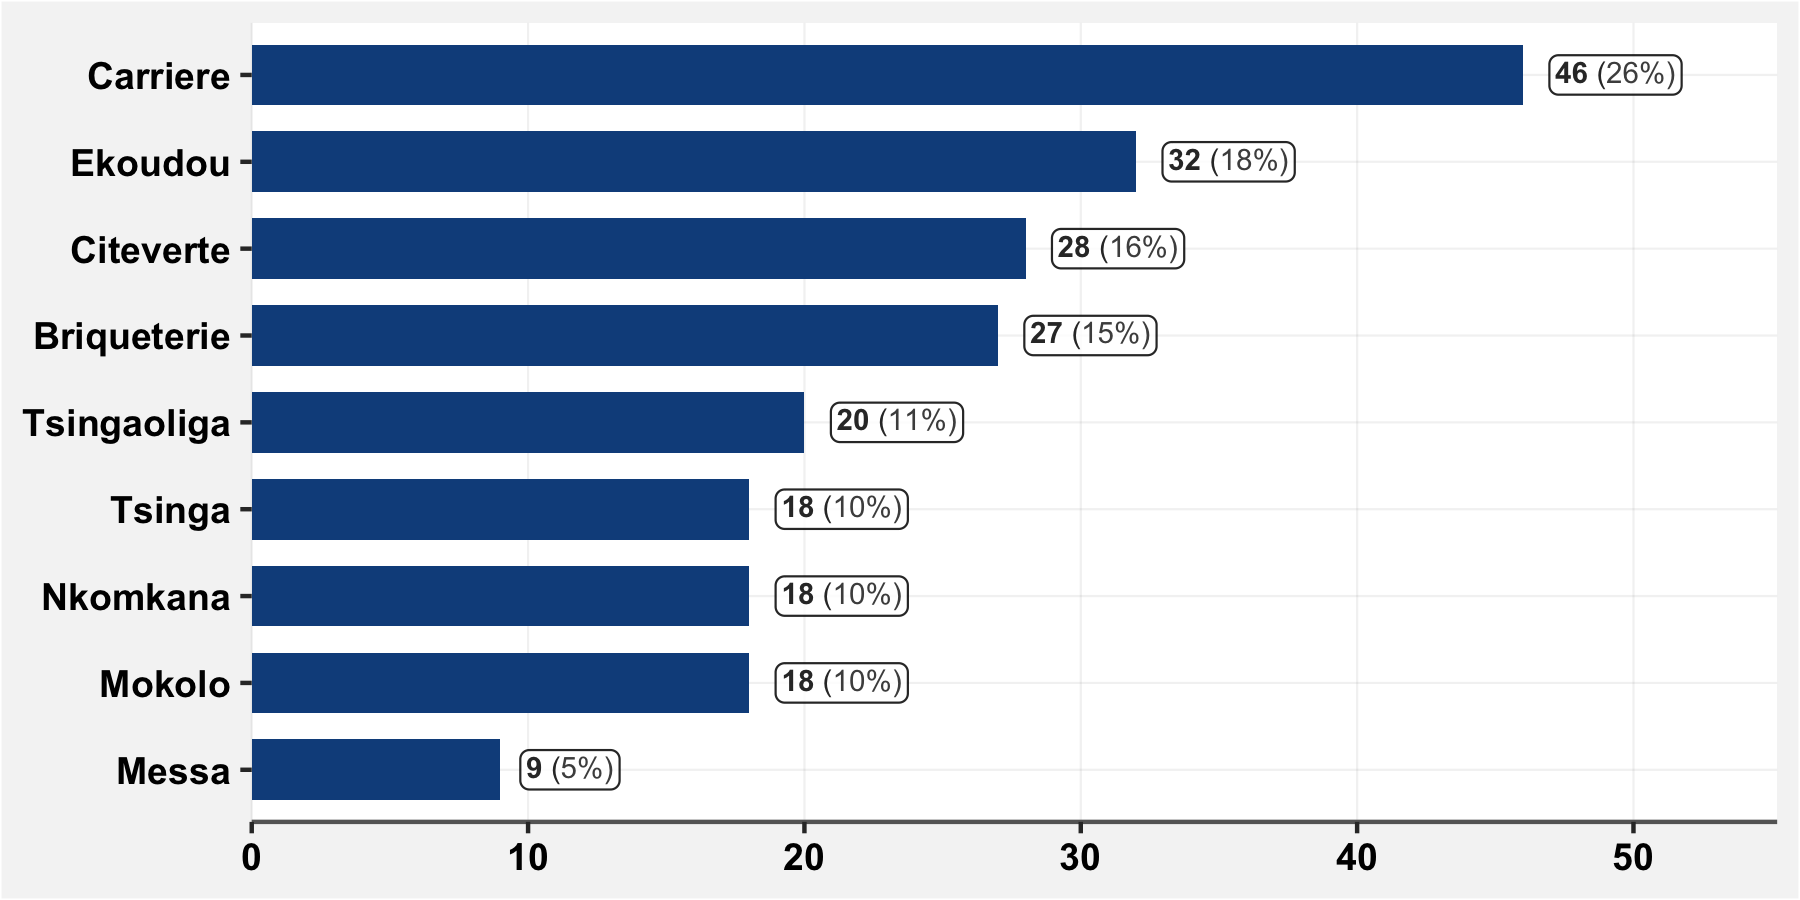 Carriere 46 (26%)
Ekoudou 32 (18%)
Citeverte 28 (16%)
Briqueterie 27 (15%)
Tsingaoliga 20 (11%)
Tsinga 18 (10%)
Nkomkana 18 (10%)
Mokolo 18 (10%)
Messa 9 (5%)
0 10 20 30 40 50